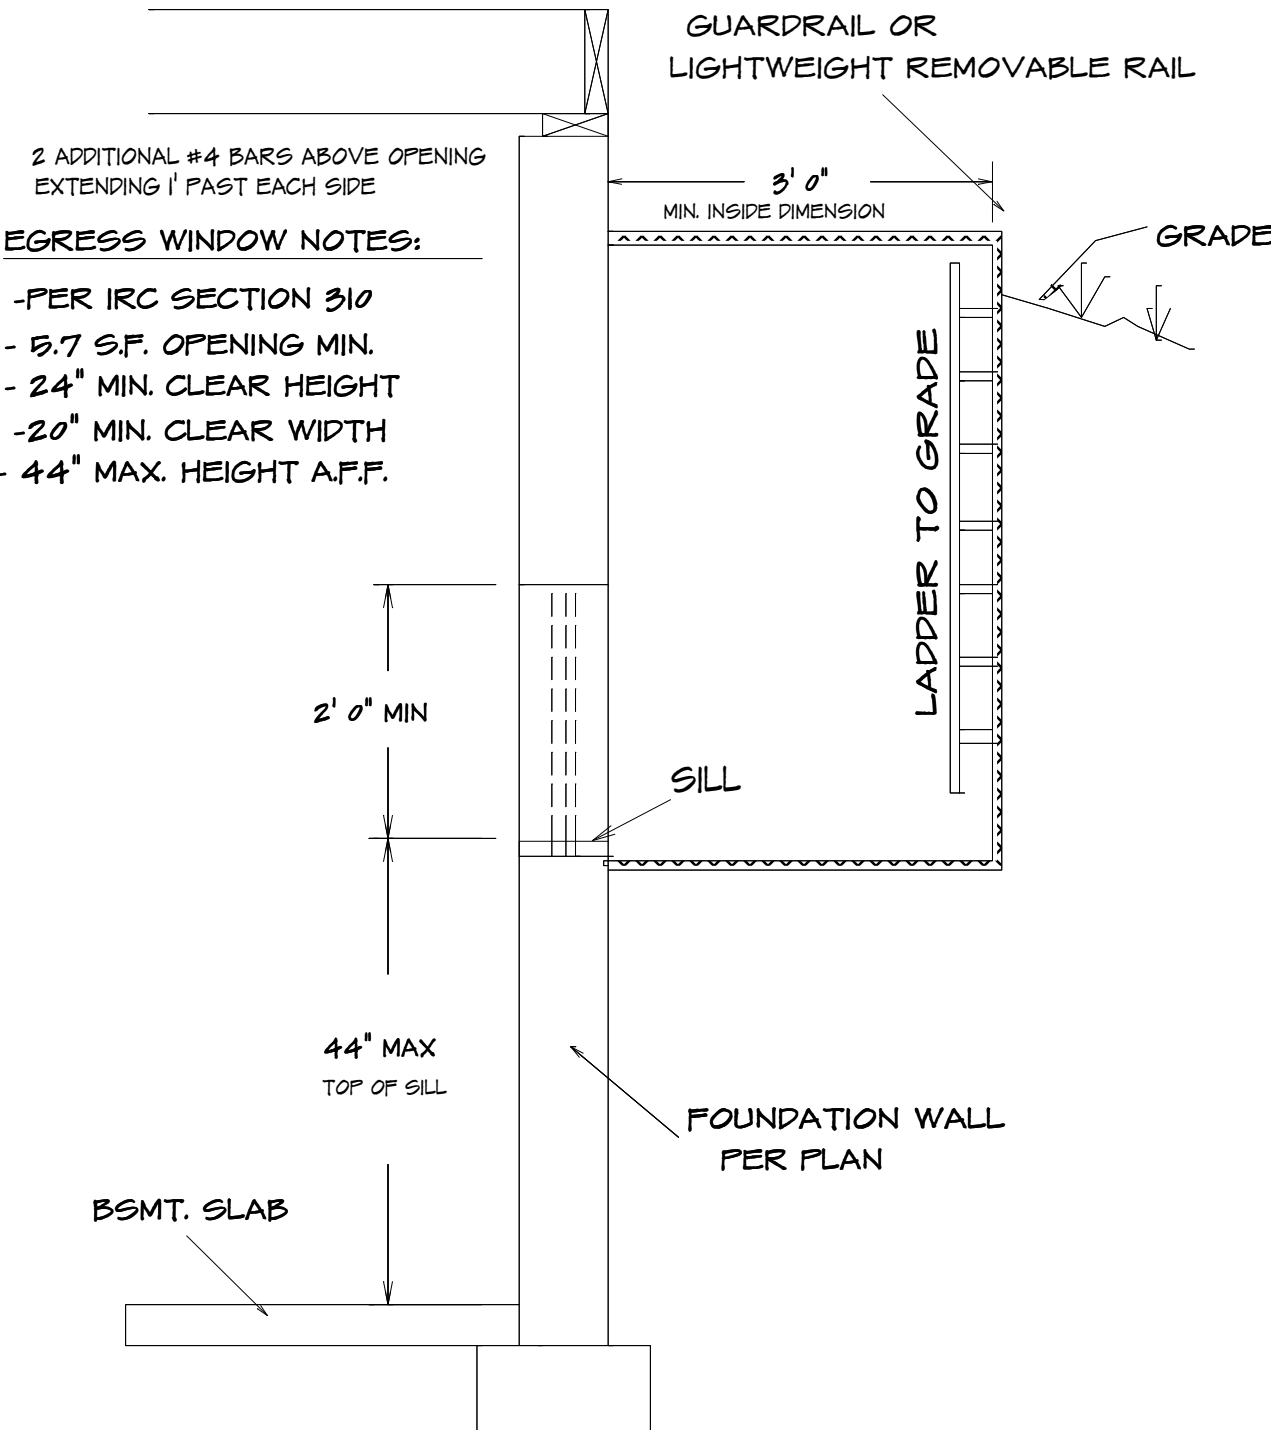 GUARDRAIL OR
LIGHTWEIGHT REMOVABLE RAIL
2 ADDITIONAL #4 BARS ABOVE OPENING
EXTENDING 1' PAST EACH SIDE
3' 0"
MIN. INSIDE DIMENSION
EGRESS WINDOW NOTES:
GRADE
-PER IRC SECTION 310
- 5.7 S.F. OPENING MIN.
- 24" MIN. CLEAR HEIGHT
-20" MIN. CLEAR WIDTH
- 44" MAX. HEIGHT A.F.F.
LADDER TO GRADE
2' 0" MIN
SILL
44" MAX
TOP OF SILL
FOUNDATION WALL
PER PLAN
BSMT. SLAB